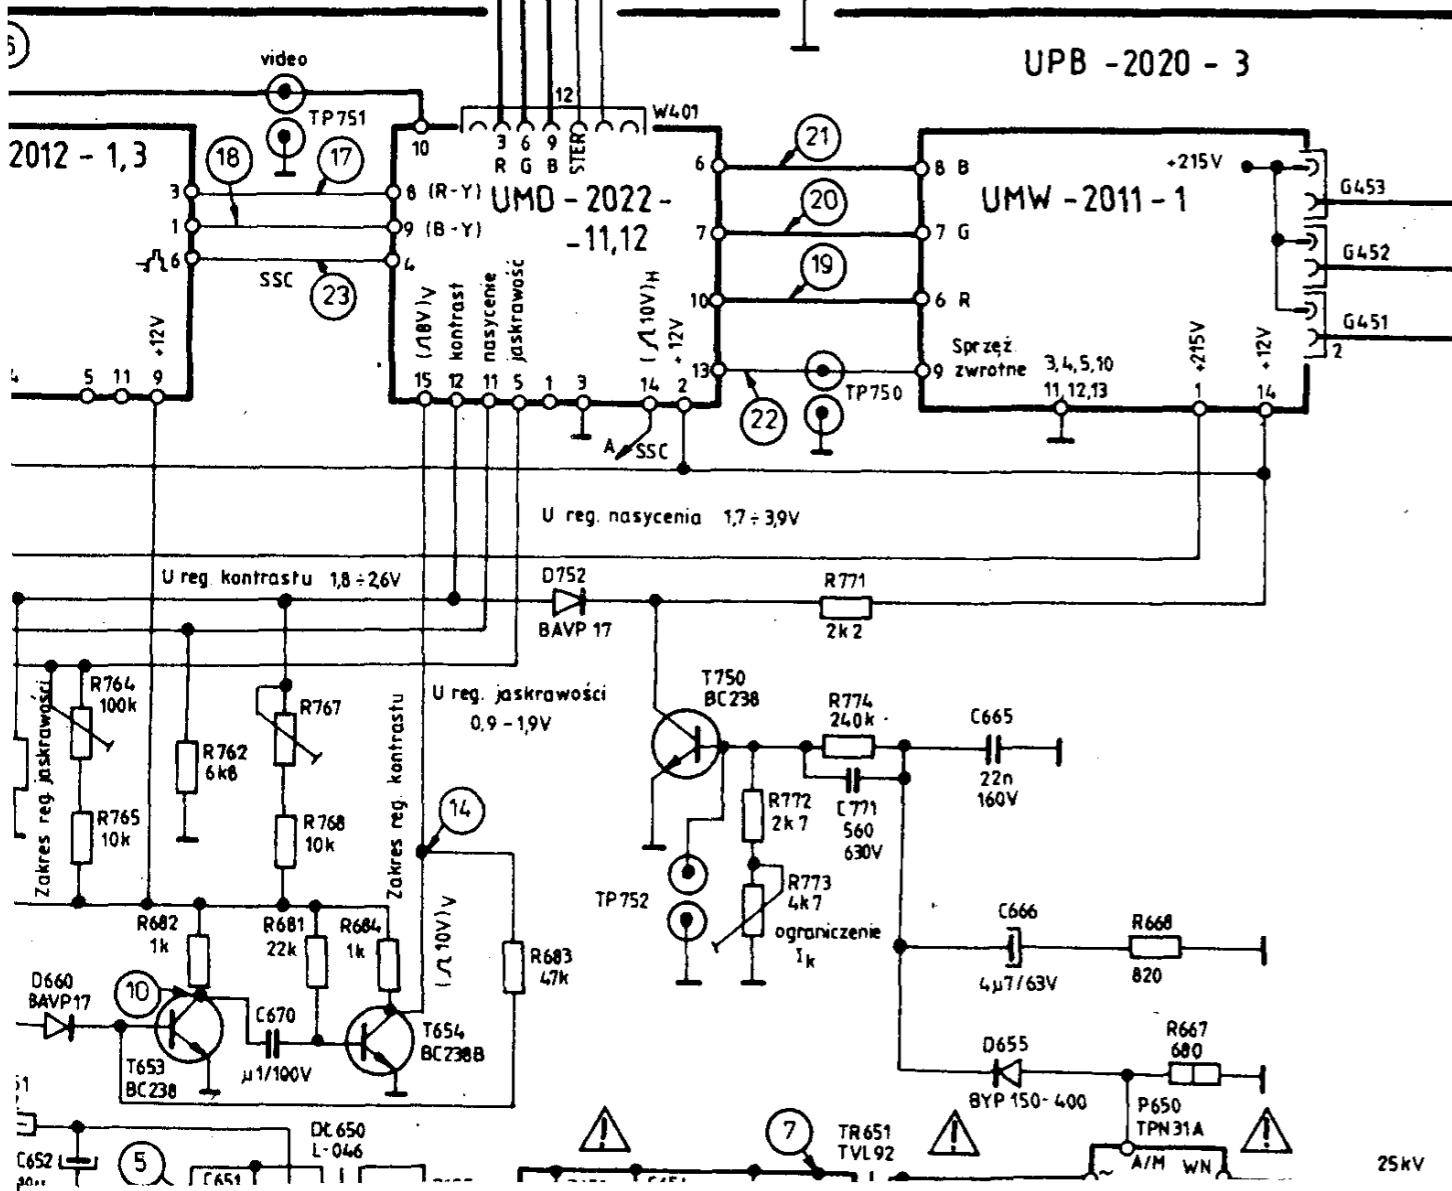 UPB - 2020 - 3
video
TP751
12
W401
2012 - 1,3
18
17
10
3
R
6
G
9
B
STER
6
21
8 B
+215V
G453
3
8 (R-Y)
UMD - 2022 -
- 11,12
20
UMW - 2011 - 1
1
9 (B-Y)
7
7 G
G452
6
4
SSC
23
19
10
6 R
G451
2
+12V
(⎍8V)V
kontrast
nasycenie
jaskrawość
(⎍10V)H
+12V
13
22
TP750
9
Sprzęż.
zwrotne
3,4,5,10
11,12,13
+215V
1
+12V
14
5
11
9
15
12
11
5
1
3
14
2
A
SSC
U reg. nasycenia 1,7 ÷ 3,9V
U reg. kontrastu 1,8 ÷ 2,6V
D752
BAVP 17
R771
2k2
U reg. jaskrawości
0,9 - 1,9V
Zakres reg. jaskrawości
R764
100k
R762
6k8
R767
Zakres reg. kontrastu
R765
10k
R768
10k
14
T750
BC238
R774
240k
C665
22n
160V
R772
2k7
C771
560
630V
TP752
R773
4k7
ograniczenie
Ik
C666
4µ7/63V
R668
820
R682
1k
R681
22k
R684
1k
(⎍10V)V
R683
47k
D660
BAVP17
10
C670
µ1/100V
T653
BC238
T654
BC238B
D655
BYP 150-400
R667
680
P650
TPN31A
51
C652
5
C651
DŁ650
L-046
!
7
TR651
TVL92
!
!
~
A/M
WN
25kV